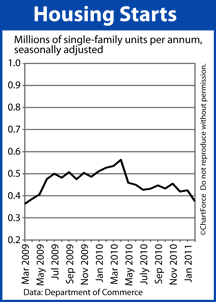 Housing Starts
Millions of single-family units per annum,
seasonally adjusted
1.0
0.9
0.8
0.7
0.6
0.5
0.4
0.3
0.2
Mar 2009
May 2009
Jul 2009
Sep 2009
Nov 2009
Jan 2010
Mar 2010
May 2010
Jul 2010
Sep 2010
Nov 2010
Jan 2011
©ChartForce Do not reproduce without permission.
Data: Department of Commerce